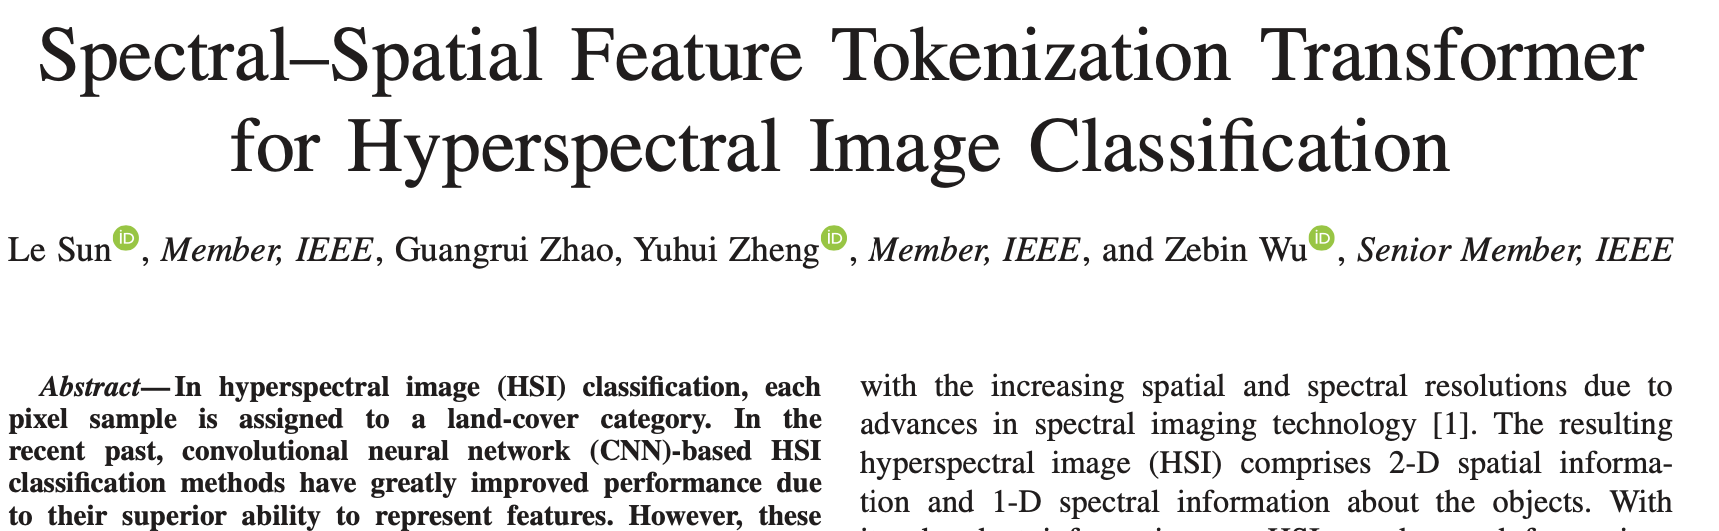 Spectral–Spatial Feature Tokenization Transformer
for Hyperspectral Image Classification
Le Sun iD, Member, IEEE, Guangrui Zhao, Yuhui Zheng iD, Member, IEEE, and Zebin Wu iD, Senior Member, IEEE
Abstract—In hyperspectral image (HSI) classification, each
pixel sample is assigned to a land-cover category. In the
recent past, convolutional neural network (CNN)-based HSI
classification methods have greatly improved performance due
to their superior ability to represent features. However, these
with the increasing spatial and spectral resolutions due to
advances in spectral imaging technology [1]. The resulting
hyperspectral image (HSI) comprises 2-D spatial informa-
tion and 1-D spectral information about the objects. With